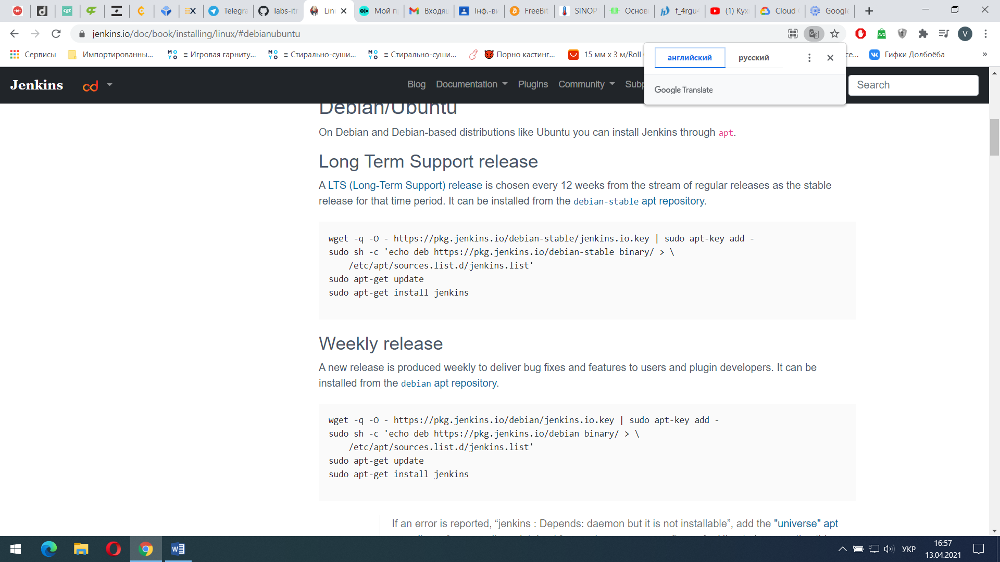 Telegra
labs-itr
Lin
Мой п
Входящ
Інф.-ви
FreeBit
SINOP
Основ
f_4rgu
(1) Кух
Cloud
Google
jenkins.io/doc/book/installing/linux/#debianubuntu
V
Сервисы
Импортированны...
≡ Игровая гарниту...
≡ Стирально-суши...
≡ Стирально-суши...
Порно кастинг...
15 мм x 3 м/Roll
се...
Гифки Долбоёба
»
английский
русский
Google Translate
Jenkins
cd
Blog
Documentation
Plugins
Community
Subp
Search
Debian/Ubuntu
On Debian and Debian-based distributions like Ubuntu you can install Jenkins through apt.
Long Term Support release
A LTS (Long-Term Support) release is chosen every 12 weeks from the stream of regular releases as the stable
release for that time period. It can be installed from the debian-stable apt repository.
wget -q -O - https://pkg.jenkins.io/debian-stable/jenkins.io.key | sudo apt-key add -
sudo sh -c 'echo deb https://pkg.jenkins.io/debian-stable binary/ > \
/etc/apt/sources.list.d/jenkins.list'
sudo apt-get update
sudo apt-get install jenkins
Weekly release
A new release is produced weekly to deliver bug fixes and features to users and plugin developers. It can be
installed from the debian apt repository.
wget -q -O - https://pkg.jenkins.io/debian/jenkins.io.key | sudo apt-key add -
sudo sh -c 'echo deb https://pkg.jenkins.io/debian binary/ > \
/etc/apt/sources.list.d/jenkins.list'
sudo apt-get update
sudo apt-get install jenkins
If an error is reported, “jenkins : Depends: daemon but it is not installable”, add the "universe" apt
УКР
16:57
13.04.2021